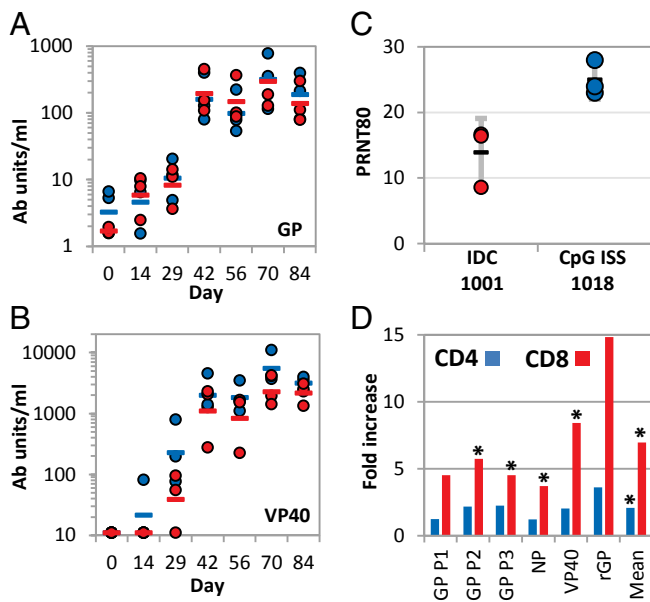 A
Ab units/ml
1000
100
10
1
GP
0 14 29 42 56 70 84
Day
B
Ab units/ml
10000
1000
100
10
VP40
0 14 29 42 56 70 84
Day
C
PRNT80
30
20
10
0
IDC CpG ISS
1001 1018
D
Fold increase
15
10
5
0
CD4 CD8
* * * * * *
GP P1
GP P2
GP P3
NP
VP40
rGP
Mean